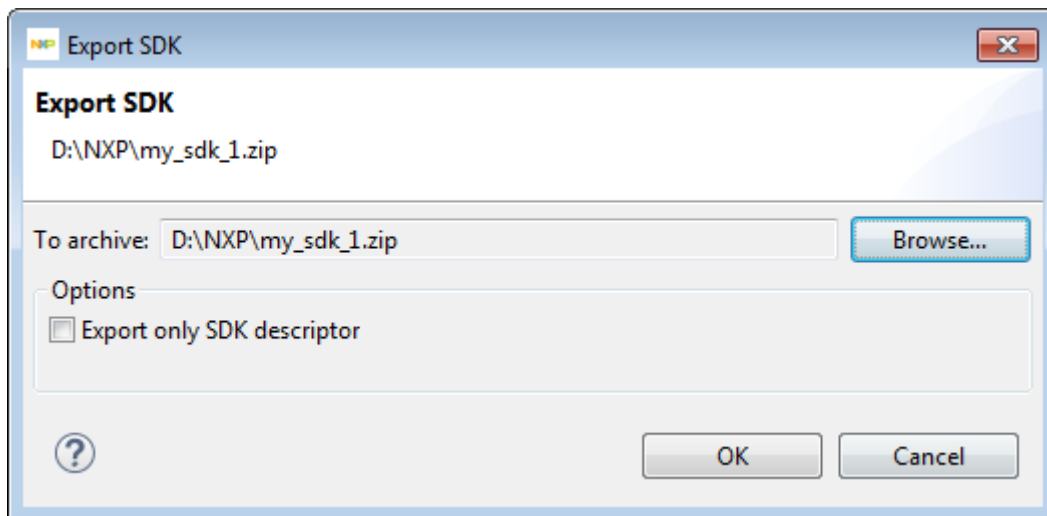 NXP Export SDK
Export SDK
D:\NXP\my_sdk_1.zip
To archive: D:\NXP\my_sdk_1.zip Browse...
Options
Export only SDK descriptor
? OK Cancel